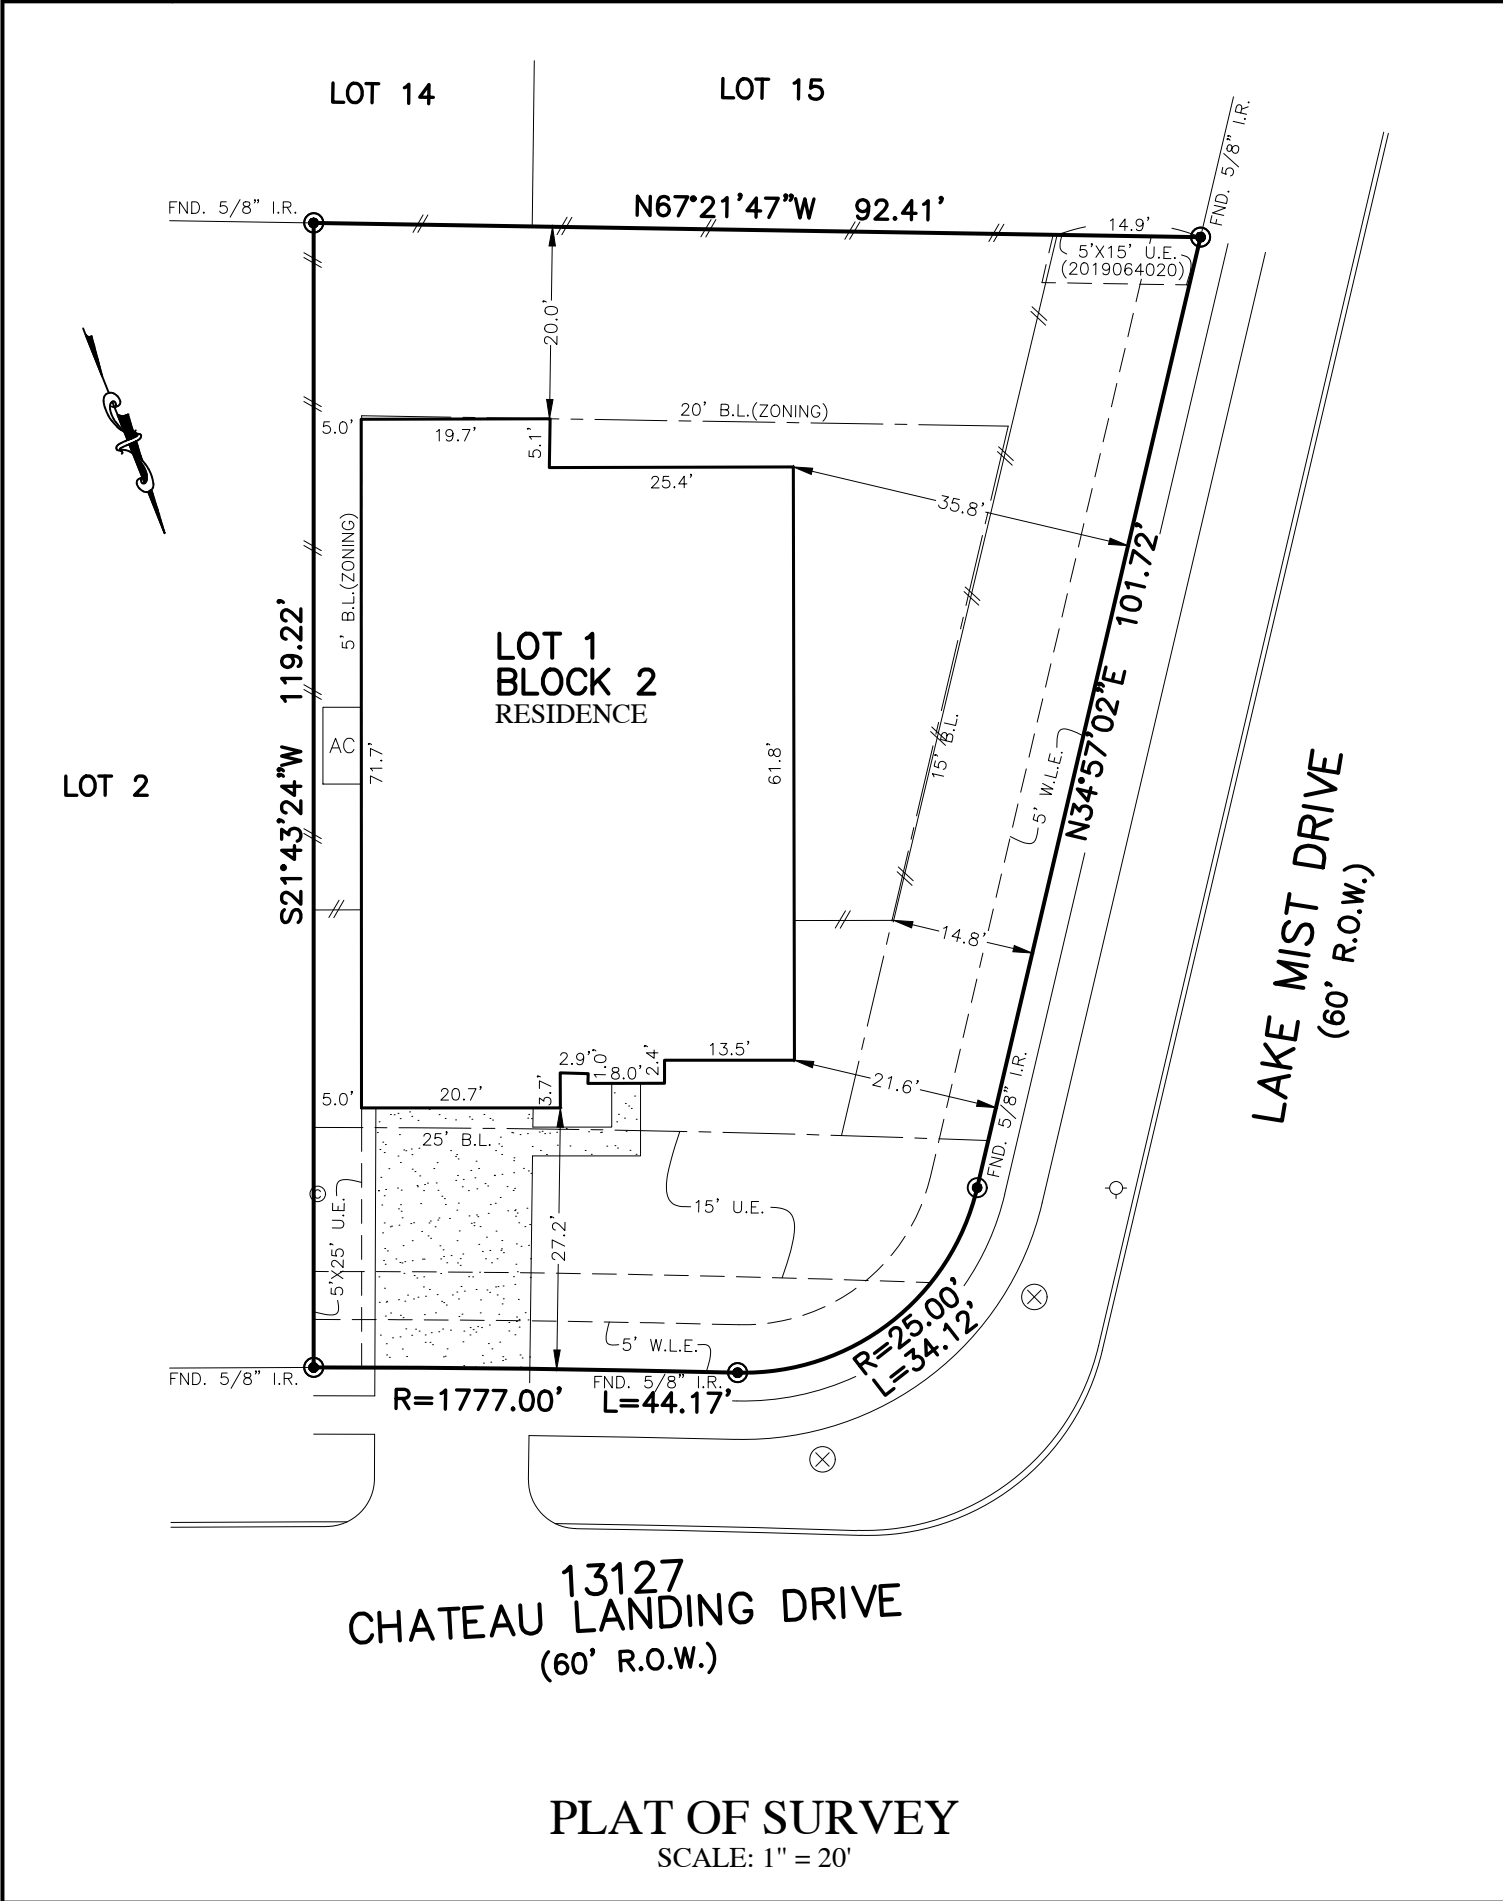 LOT 14
LOT 15
FND. 5/8" I.R.
N67°21'47"W 92.41'
14.9'
FND. 5/8" I.R.
5'X15' U.E.
(2019064020)
20.0'
20' B.L.(ZONING)
5.0'
19.7'
5.1'
25.4'
35.8'
5' B.L.(ZONING)
N34°57'02"E 101.72'
S21°43'24"W 119.22'
LOT 1
BLOCK 2
RESIDENCE
AC
71.7'
61.8'
15' B.L.
5' W.L.E.
LOT 2
LAKE MIST DRIVE
(60' R.O.W.)
14.8'
2.9'
1.0'
8.0'
2.4'
13.5'
21.6'
5.0'
20.7'
3.7'
25' B.L.
FND. 5/8" I.R.
©
5'X25' U.E.
15' U.E.
27.2'
5' W.L.E.
R=25.00'
L=34.12'
FND. 5/8" I.R.
FND. 5/8" I.R.
R=1777.00' L=44.17'
13127
CHATEAU LANDING DRIVE
(60' R.O.W.)
PLAT OF SURVEY
SCALE: 1" = 20'